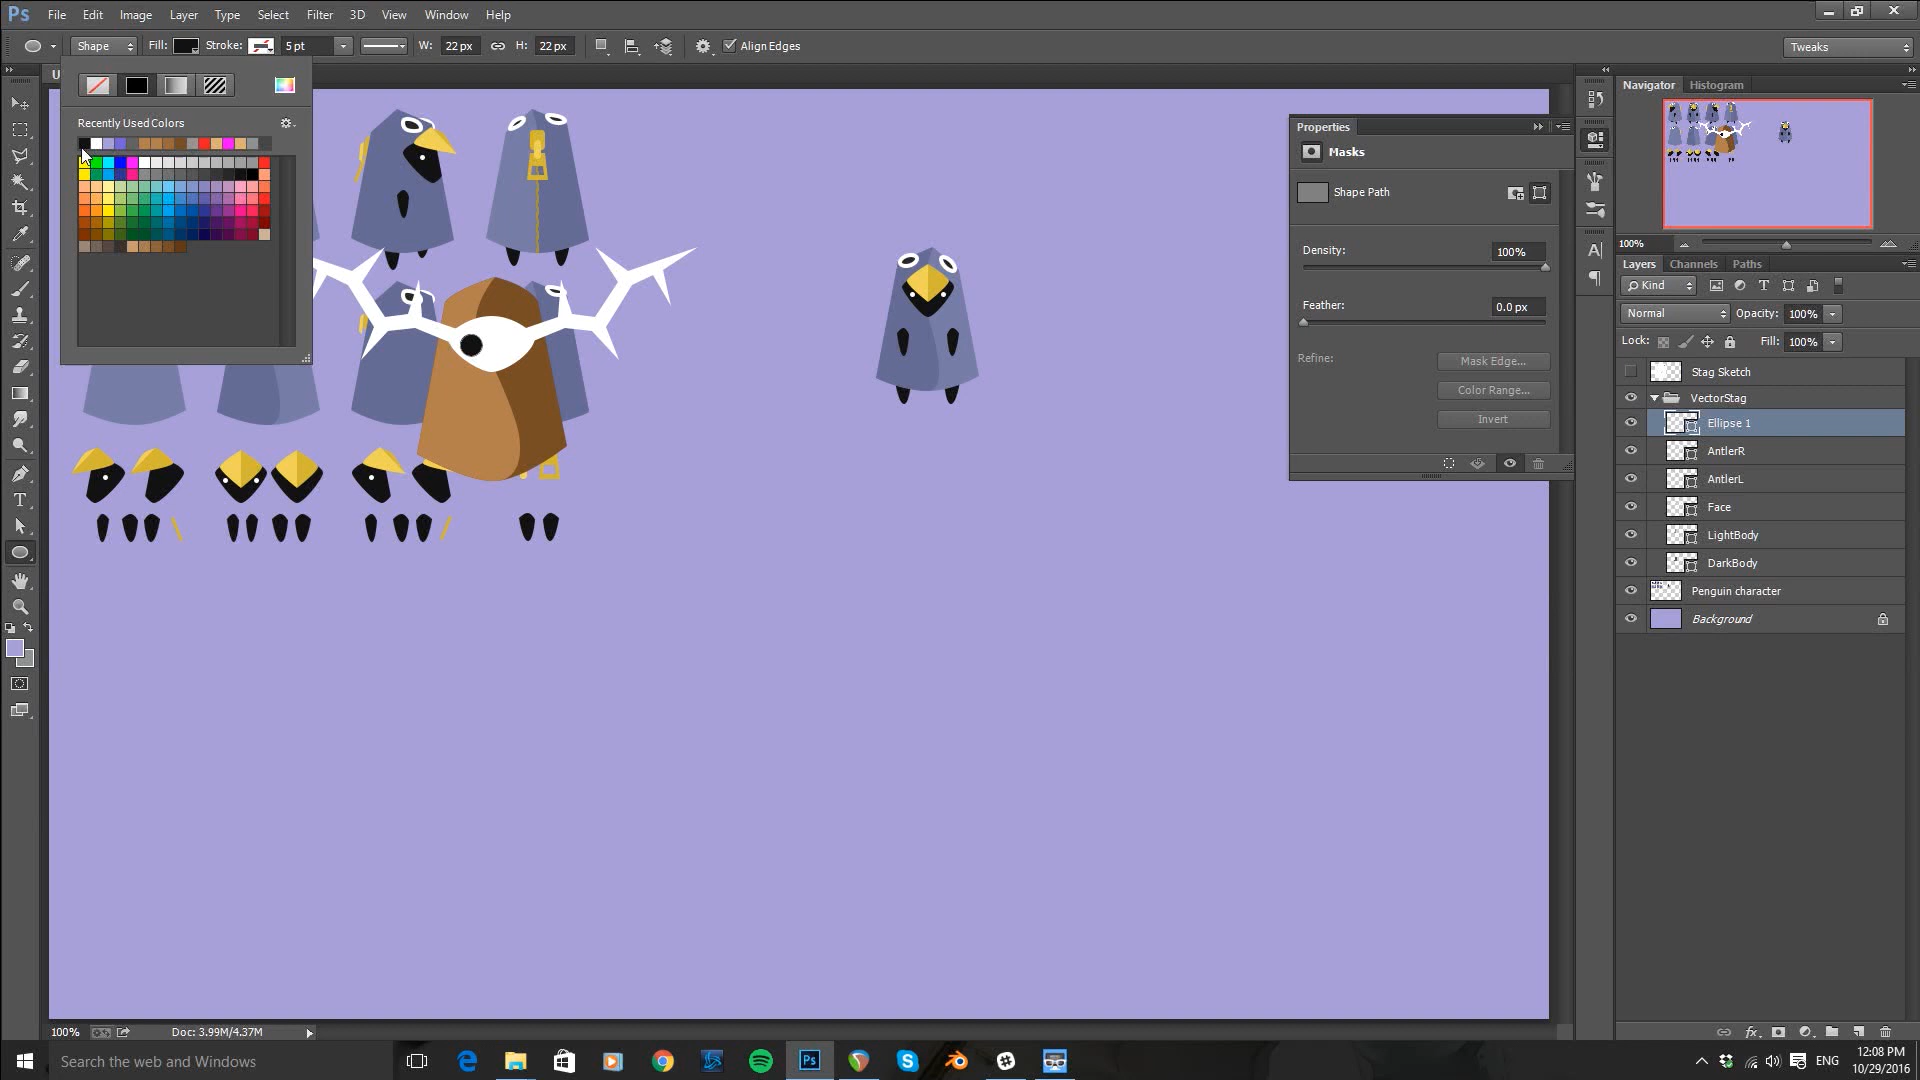 Ps File Edit Image Layer Type Select Filter 3D View Window Help
Shape Fill: Stroke: 5 pt W: 22 px H: 22 px Align Edges Tweaks
U
Recently Used Colors
Properties
Masks
Shape Path
Density: 100%
Feather: 0.0 px
Refine: Mask Edge...
Color Range...
Invert
Navigator Histogram
100%
Layers Channels Paths
Kind
Normal Opacity: 100%
Lock: Fill: 100%
Stag Sketch
VectorStag
Ellipse 1
AntlerR
AntlerL
Face
LightBody
DarkBody
Penguin character
Background
100% Doc: 3.99M/4.37M
Search the web and Windows
Ps
ENG
12:08 PM
10/29/2016